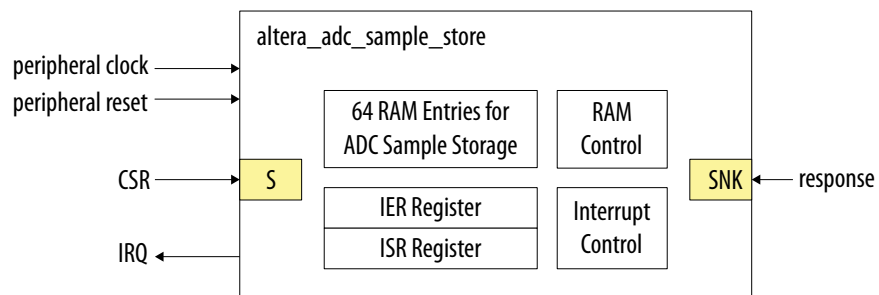 altera_adc_sample_store
peripheral clock
peripheral reset
64 RAM Entries for
ADC Sample Storage
RAM
Control
CSR
S
SNK
response
IER Register
ISR Register
Interrupt
Control
IRQ